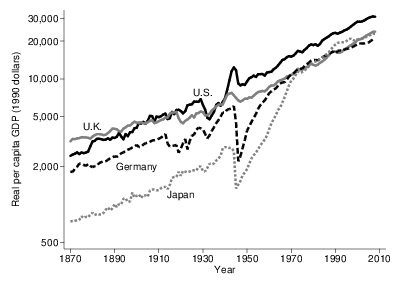 Real per capita GDP (1990 dollars)
30,000
20,000
10,000
5,000
2,000
500
U.S.
U.K.
Germany
Japan
1870 1890 1910 1930 1950 1970 1990 2010
Year